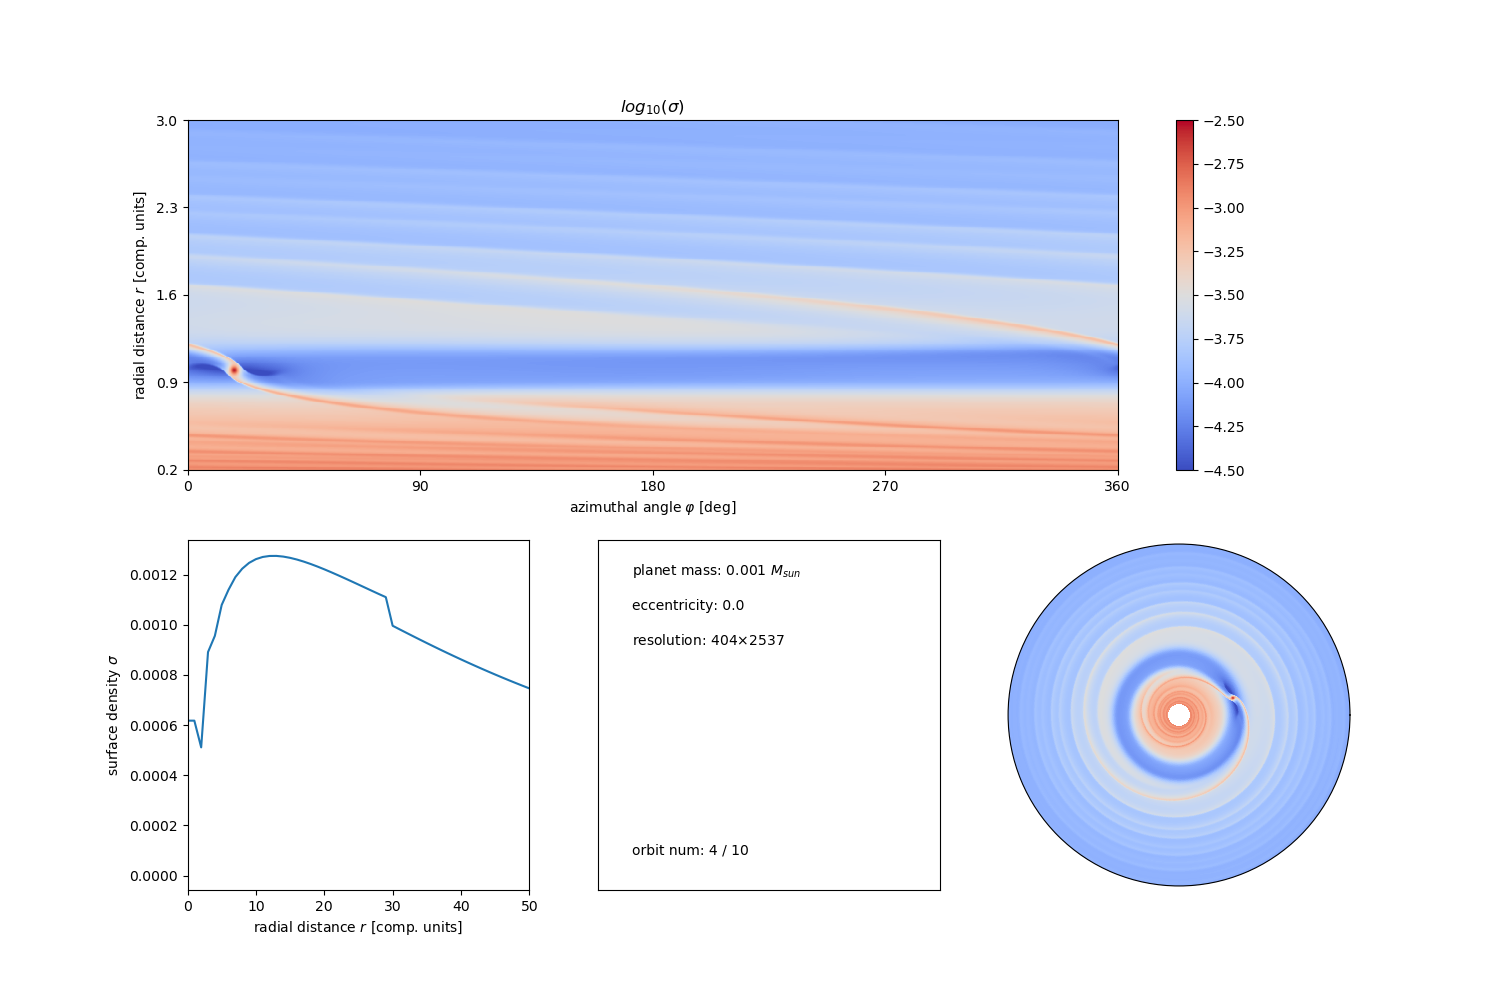 log₁₀(σ)
3.0
2.3
1.6
0.9
0.2
radial distance r [comp. units]
0 90 180 270 360
azimuthal angle φ [deg]
−2.50
−2.75
−3.00
−3.25
−3.50
−3.75
−4.00
−4.25
−4.50
0.0012
0.0010
0.0008
0.0006
0.0004
0.0002
0.0000
surface density σ
0 10 20 30 40 50
radial distance r [comp. units]
planet mass: 0.001 Msun
eccentricity: 0.0
resolution: 404×2537
orbit num: 4 / 10